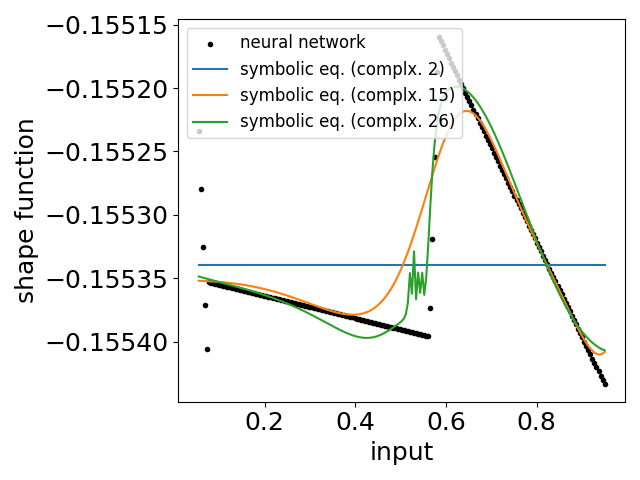 −0.15515
−0.15520
−0.15525
−0.15530
−0.15535
−0.15540
shape function
neural network
symbolic eq. (complx. 2)
symbolic eq. (complx. 15)
symbolic eq. (complx. 26)
0.2 0.4 0.6 0.8
input